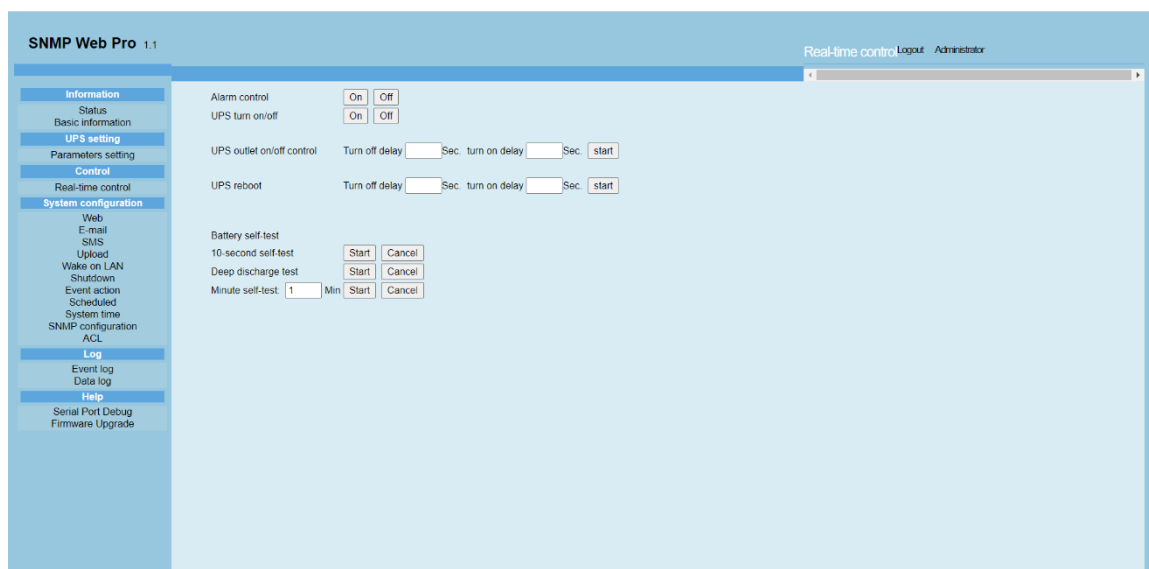 SNMP Web Pro 1.1
Real-time control Logout Administrator
Information
Status
Basic information
UPS setting
Parameters setting
Control
Real-time control
System configuration
Web
E-mail
SMS
Upload
Wake on LAN
Shutdown
Event action
Scheduled
System time
SNMP configuration
ACL
Log
Event log
Data log
Help
Serial Port Debug
Firmware Upgrade
Alarm control On Off
UPS turn on/off On Off
UPS outlet on/off control Turn off delay Sec. turn on delay Sec. start
UPS reboot Turn off delay Sec. turn on delay Sec. start
Battery self-test
10-second self-test Start Cancel
Deep discharge test Start Cancel
Minute self-test: 1 Min Start Cancel